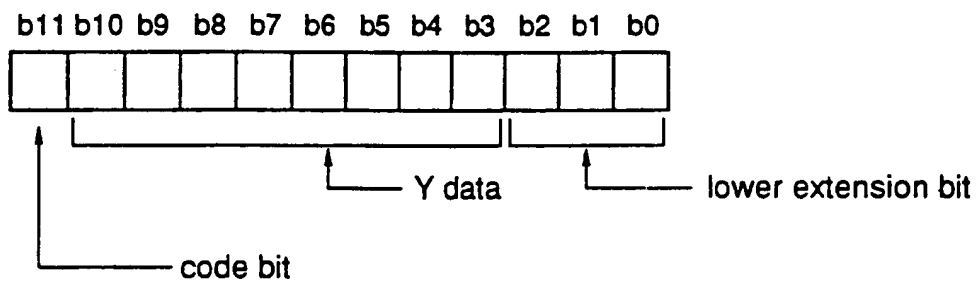 b11 b10 b9 b8 b7 b6 b5 b4 b3 b2 b1 b0
Y data
lower extension bit
code bit